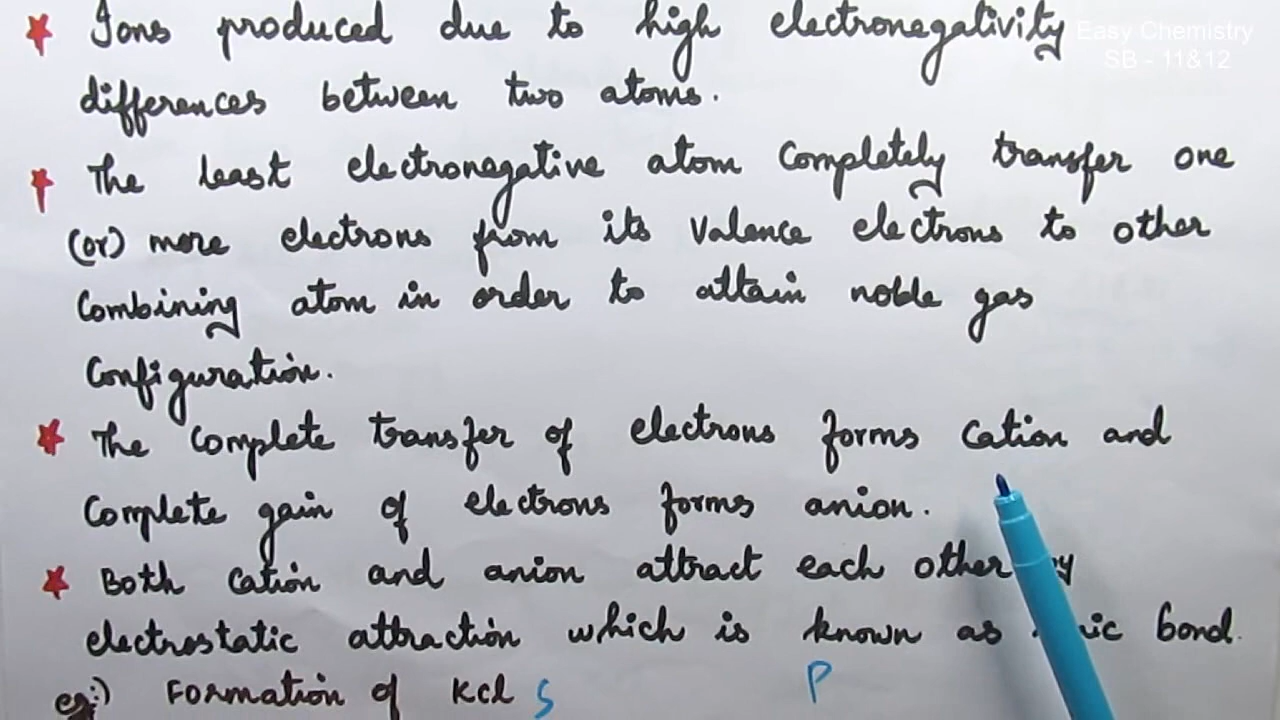 Ions produced due to high electronegativity
Easy Chemistry
SB - 11&12
differences between two atoms.
The least electronegative atom completely transfer one
(or) more electrons from its valence electrons to other
combining atom in order to attain noble gas
configuration.
The complete transfer of electrons forms cation and
complete gain of electrons forms anion.
Both cation and anion attract each other
electrostatic attraction which is known as bond.
eg:) Formation of KCl S P